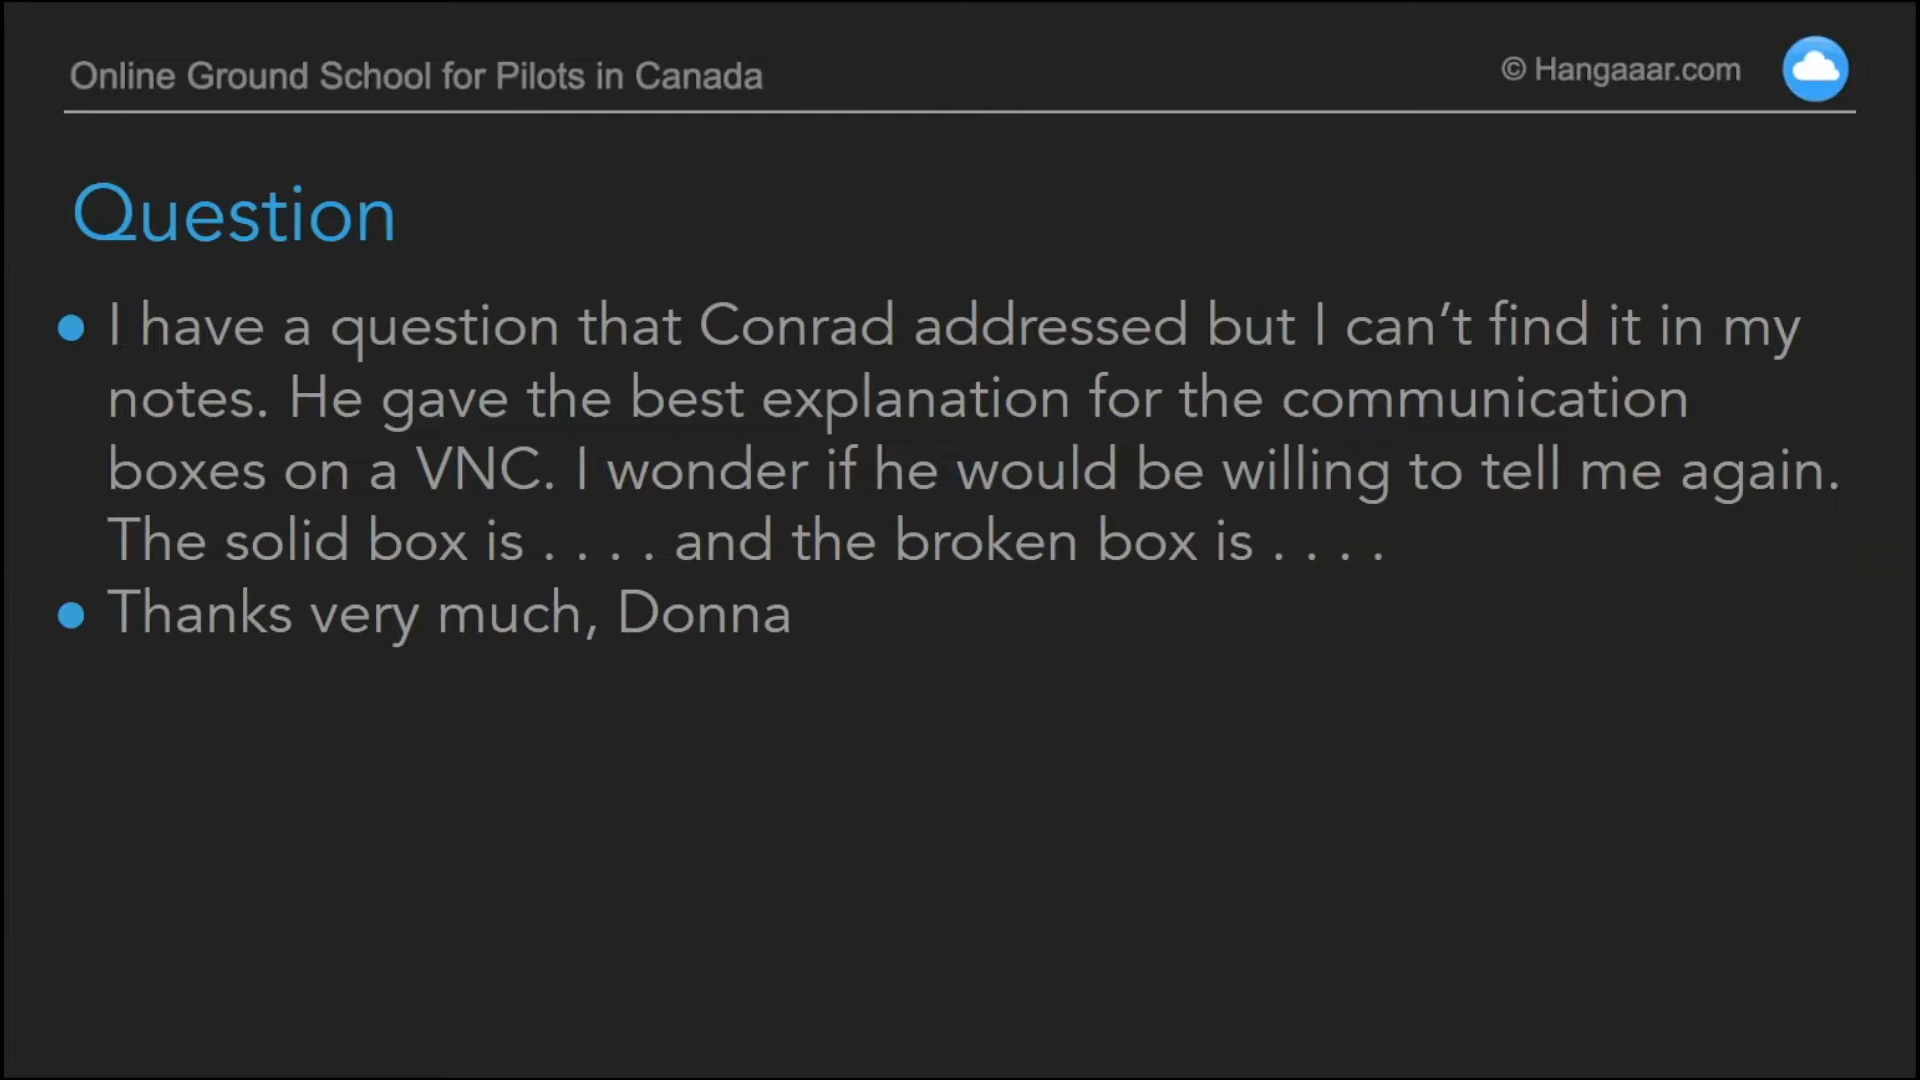 Online Ground School for Pilots in Canada
© Hangaaar.com
Question
• I have a question that Conrad addressed but I can’t find it in my
notes. He gave the best explanation for the communication
boxes on a VNC. I wonder if he would be willing to tell me again.
The solid box is . . . . and the broken box is . . . .
• Thanks very much, Donna